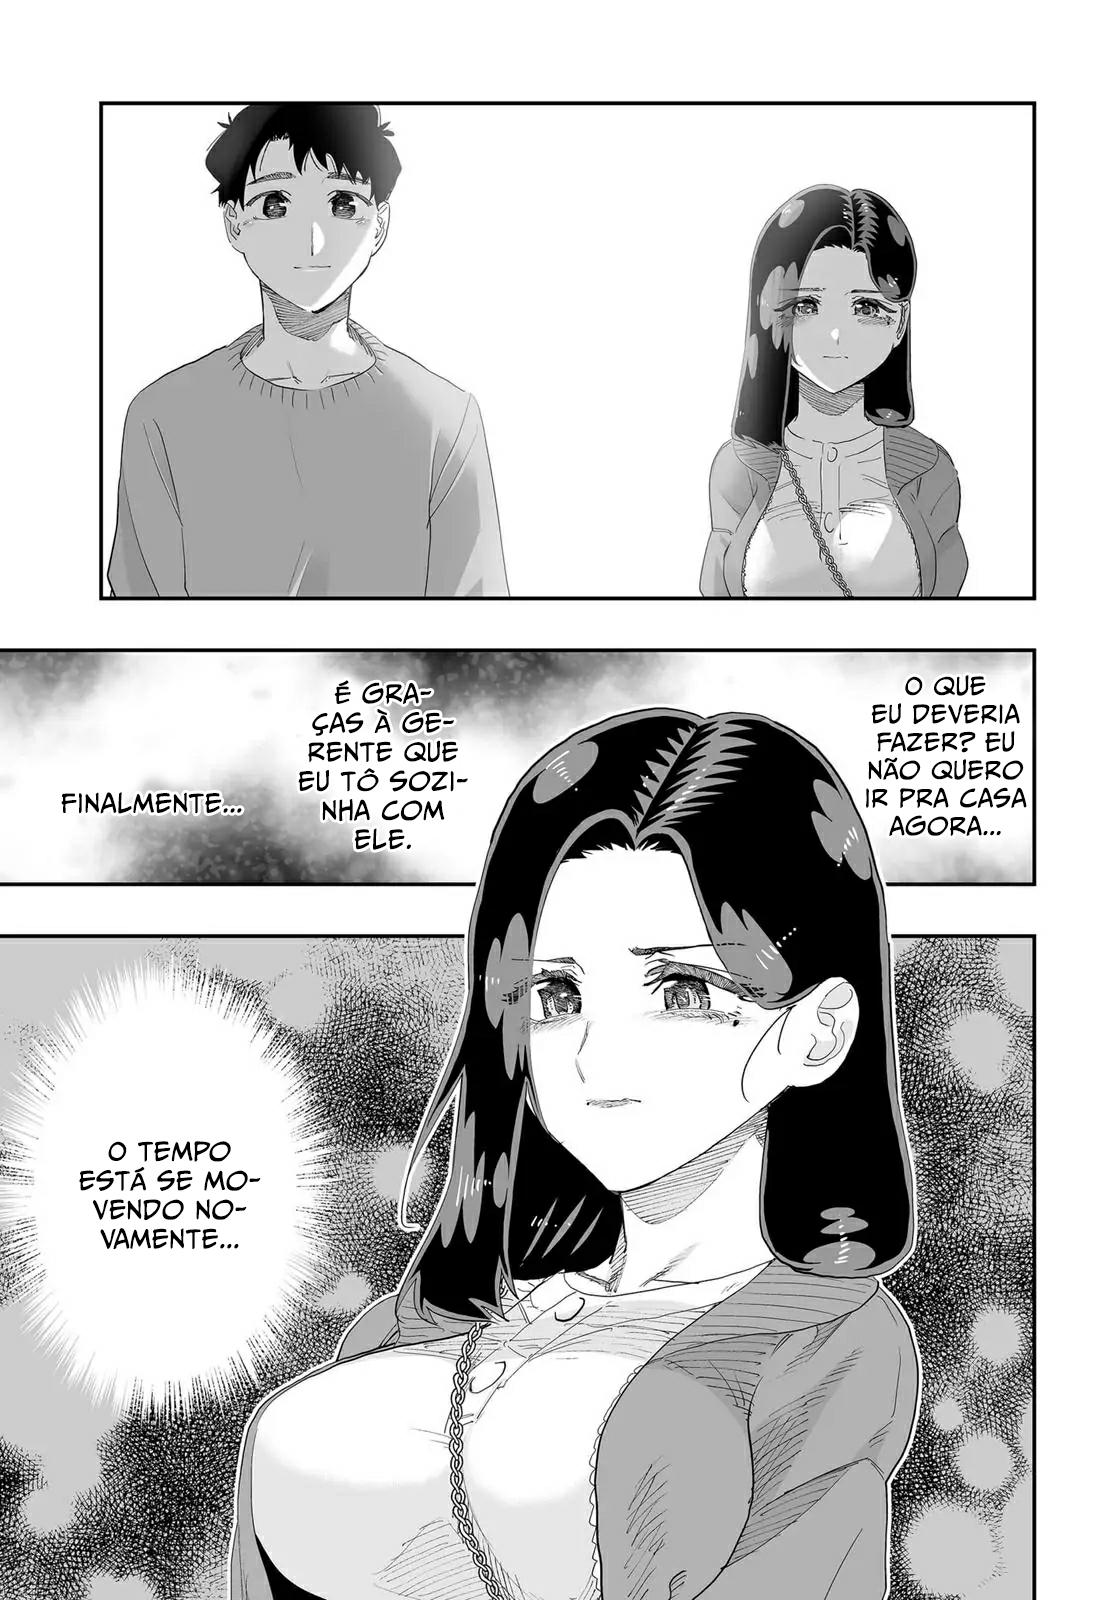 O QUE
EU DEVERIA
FAZER? EU
NÃO QUERO
IR PRA CASA
AGORA...
É GRA-
ÇAS À GE-
RENTE QUE
EU TÔ SOZI-
NHA COM
ELE.
FINALMENTE...
O TEMPO
ESTÁ SE MO-
VENDO NO-
VAMENTE...